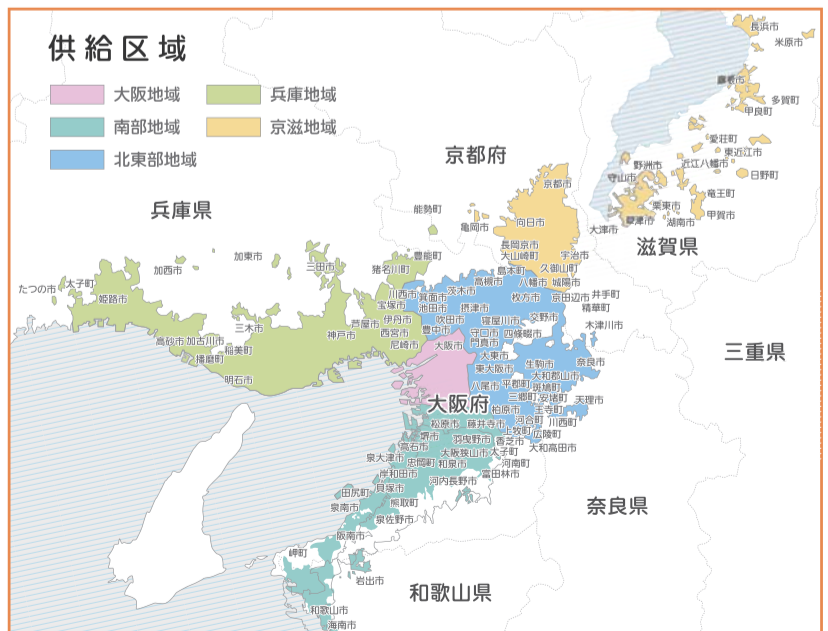 供給区域
大阪地域
兵庫地域
南部地域
京滋地域
北東部地域
長浜市
米原市
彦根市
多賀町
甲良町
愛荘町
東近江市
近江八幡市
日野町
野洲市
守山市
竜王町
栗東市
甲賀市
草津市
湖南市
大津市
滋賀県
京都府
京都市
能勢町
亀岡市
向日市
長岡京市
大山崎町
宇治市
久御山町
島本町
八幡市
城陽市
兵庫県
加東市
加西市
三田市
豊能町
猪名川町
たつの市
太子町
姫路市
三木市
高砂市
加古川市
稲美町
播磨町
明石市
神戸市
芦屋市
川西市
宝塚市
伊丹市
西宮市
尼崎市
高槻市
茨木市
箕面市
池田市
摂津市
吹田市
豊中市
枚方市
京田辺市
井手町
精華町
木津川市
寝屋川市
交野市
守口市
四條畷市
門真市
大阪市
大東市
東大阪市
生駒市
奈良市
大和郡山市
八尾市
平群町
斑鳩町
三郷町
安堵町
天理市
大阪府
柏原市
王寺町
河合町
川西町
上牧町
広陵町
香芝市
大和高田市
松原市
藤井寺市
堺市
羽曳野市
高石市
大阪狭山市
太子町
泉大津市
忠岡町
和泉市
河南町
富田林市
岸和田市
河内長野市
貝塚市
田尻町
熊取町
泉南市
泉佐野市
阪南市
岬町
岩出市
和歌山市
海南市
三重県
奈良県
和歌山県